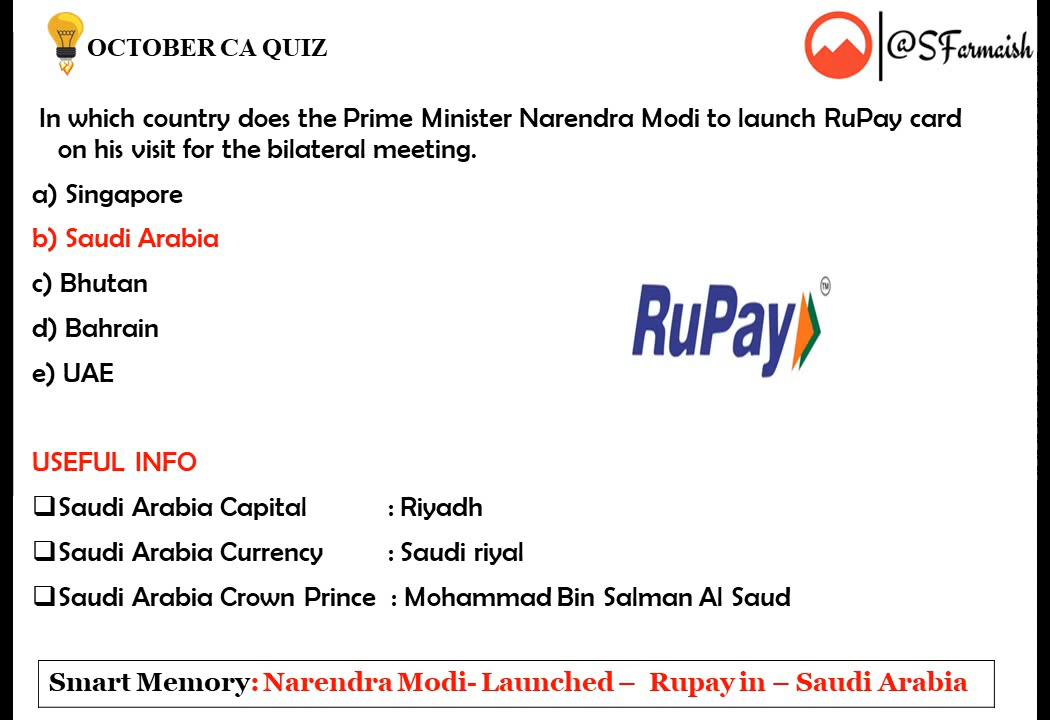 OCTOBER CA QUIZ
@SFarmaish
In which country does the Prime Minister Narendra Modi to launch RuPay card
on his visit for the bilateral meeting.
a) Singapore
b) Saudi Arabia
c) Bhutan
d) Bahrain
e) UAE
RuPay
TM
USEFUL INFO
Saudi Arabia Capital : Riyadh
Saudi Arabia Currency : Saudi riyal
Saudi Arabia Crown Prince : Mohammad Bin Salman Al Saud
Smart Memory: Narendra Modi- Launched – Rupay in – Saudi Arabia